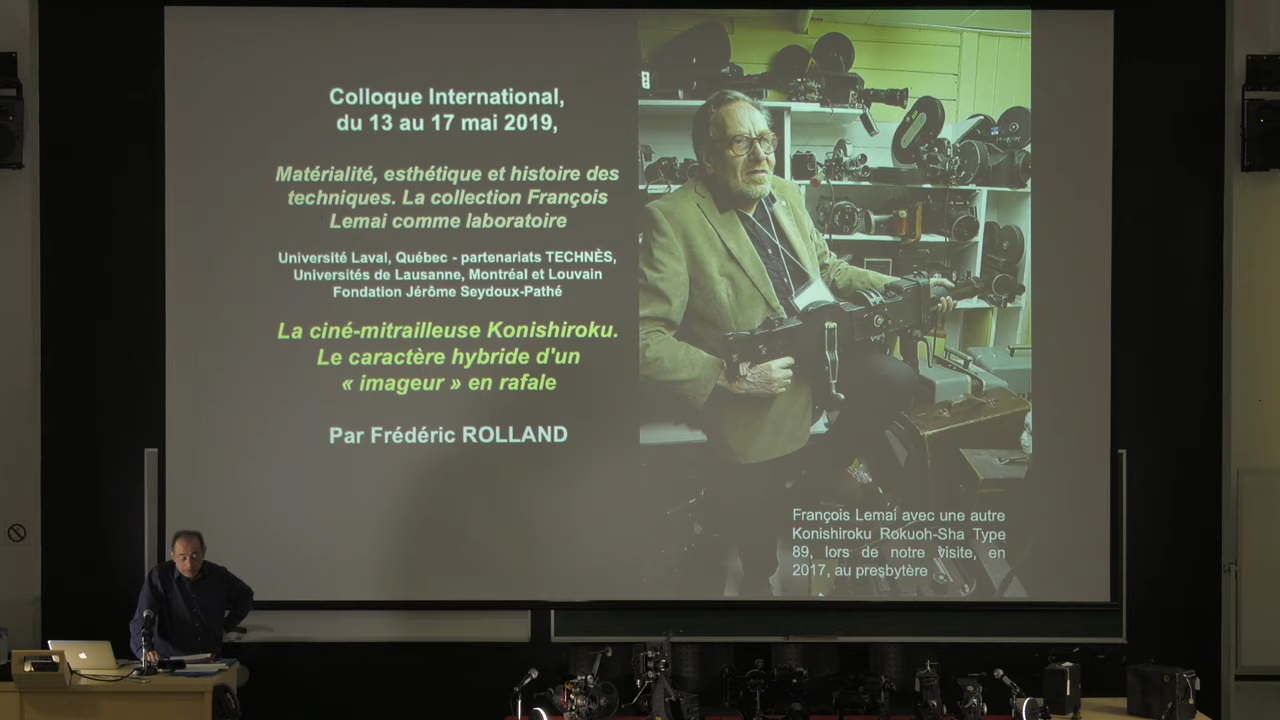 Colloque International,
du 13 au 17 mai 2019,
Matérialité, esthétique et histoire des
techniques. La collection François
Lemai comme laboratoire
Université Laval, Québec - partenariats TECHNÈS,
Universités de Lausanne, Montréal et Louvain
Fondation Jérôme Seydoux-Pathé
La ciné-mitrailleuse Konishiroku.
Le caractère hybride d'un
« imageur » en rafale
Par Frédéric ROLLAND
François Lemai avec une autre
Konishiroku Rokuoh-Sha Type
89, lors de notre visite, en
2017, au presbytère